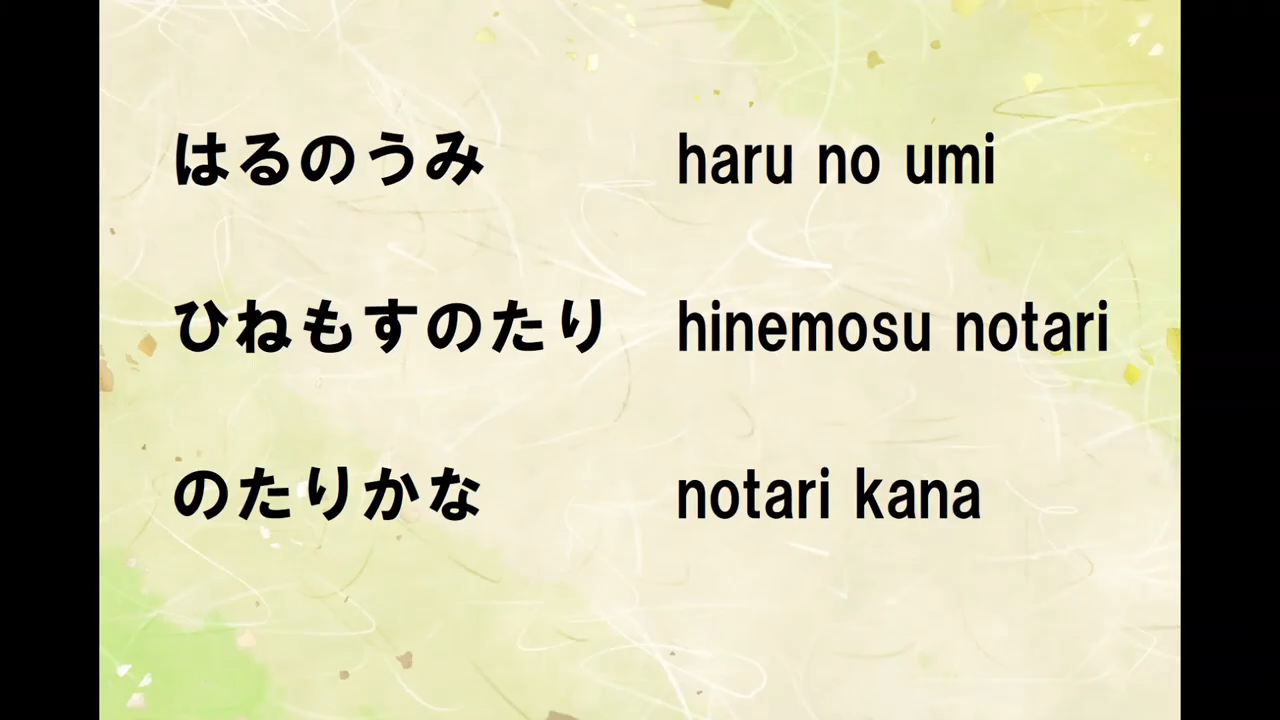 はるのうみ haru no umi
ひねもすのたり hinemosu notari
のたりかな notari kana